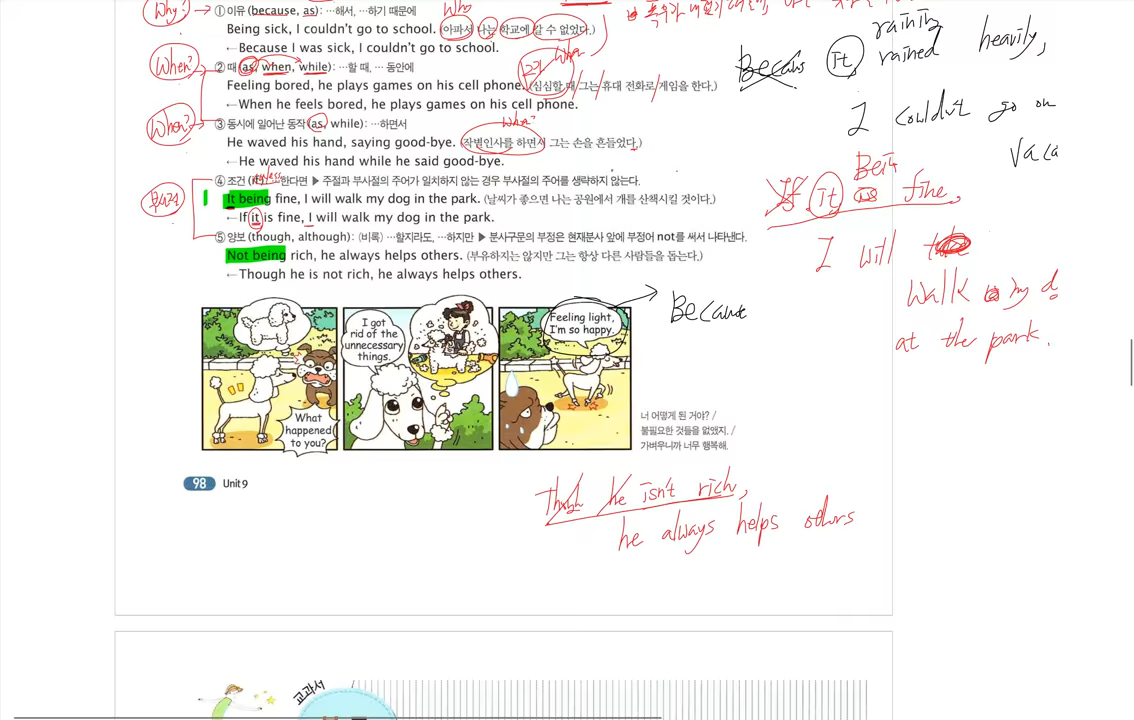 Why?
① 이유 (because, as): …해서, …하기 때문에
Who
Being sick, I couldn't go to school. (아파서 나는 학교에 갈 수 없었다.)
←Because I was sick, I couldn't go to school.
When?
② 때 (as, when, while): …할 때, … 동안에
When?
Feeling bored, he plays games on his cell phone. (심심할 때 그는 휴대 전화로 게임을 한다.)
←When he feels bored, he plays games on his cell phone.
When?
③ 동시에 일어난 동작 (as, while): …하면서
When?
He waved his hand, saying good-bye. (작별인사를 하면서 그는 손을 흔들었다.)
←He waved his hand while he said good-bye.
④ 조건 (if): …한다면 ▶ 주절과 부사절의 주어가 일치하지 않는 경우 부사절의 주어를 생략하지 않는다.
unless
부사절
It being fine, I will walk my dog in the park. (날씨가 좋으면 나는 공원에서 개를 산책시킬 것이다.)
←If it is fine, I will walk my dog in the park.
⑤ 양보 (though, although): (비록) …할지라도, …하지만 ▶ 분사구문의 부정은 현재분사 앞에 부정어 not를 써서 나타낸다.
Not being rich, he always helps others. (부유하지는 않지만 그는 항상 다른 사람들을 돕는다.)
←Though he is not rich, he always helps others.
It rained heavily,
I couldn't go on
Vaca
If It is fine,
I will
walk my d
at the park.
Because
What
happened
to you?
I got
rid of the
unnecessary
things.
Feeling light,
I'm so happy.
너 어떻게 된 거야? /
불필요한 것들을 없앴지. /
가벼우니까 너무 행복해.
98 Unit 9
Though he isn't rich,
he always helps others
교과서